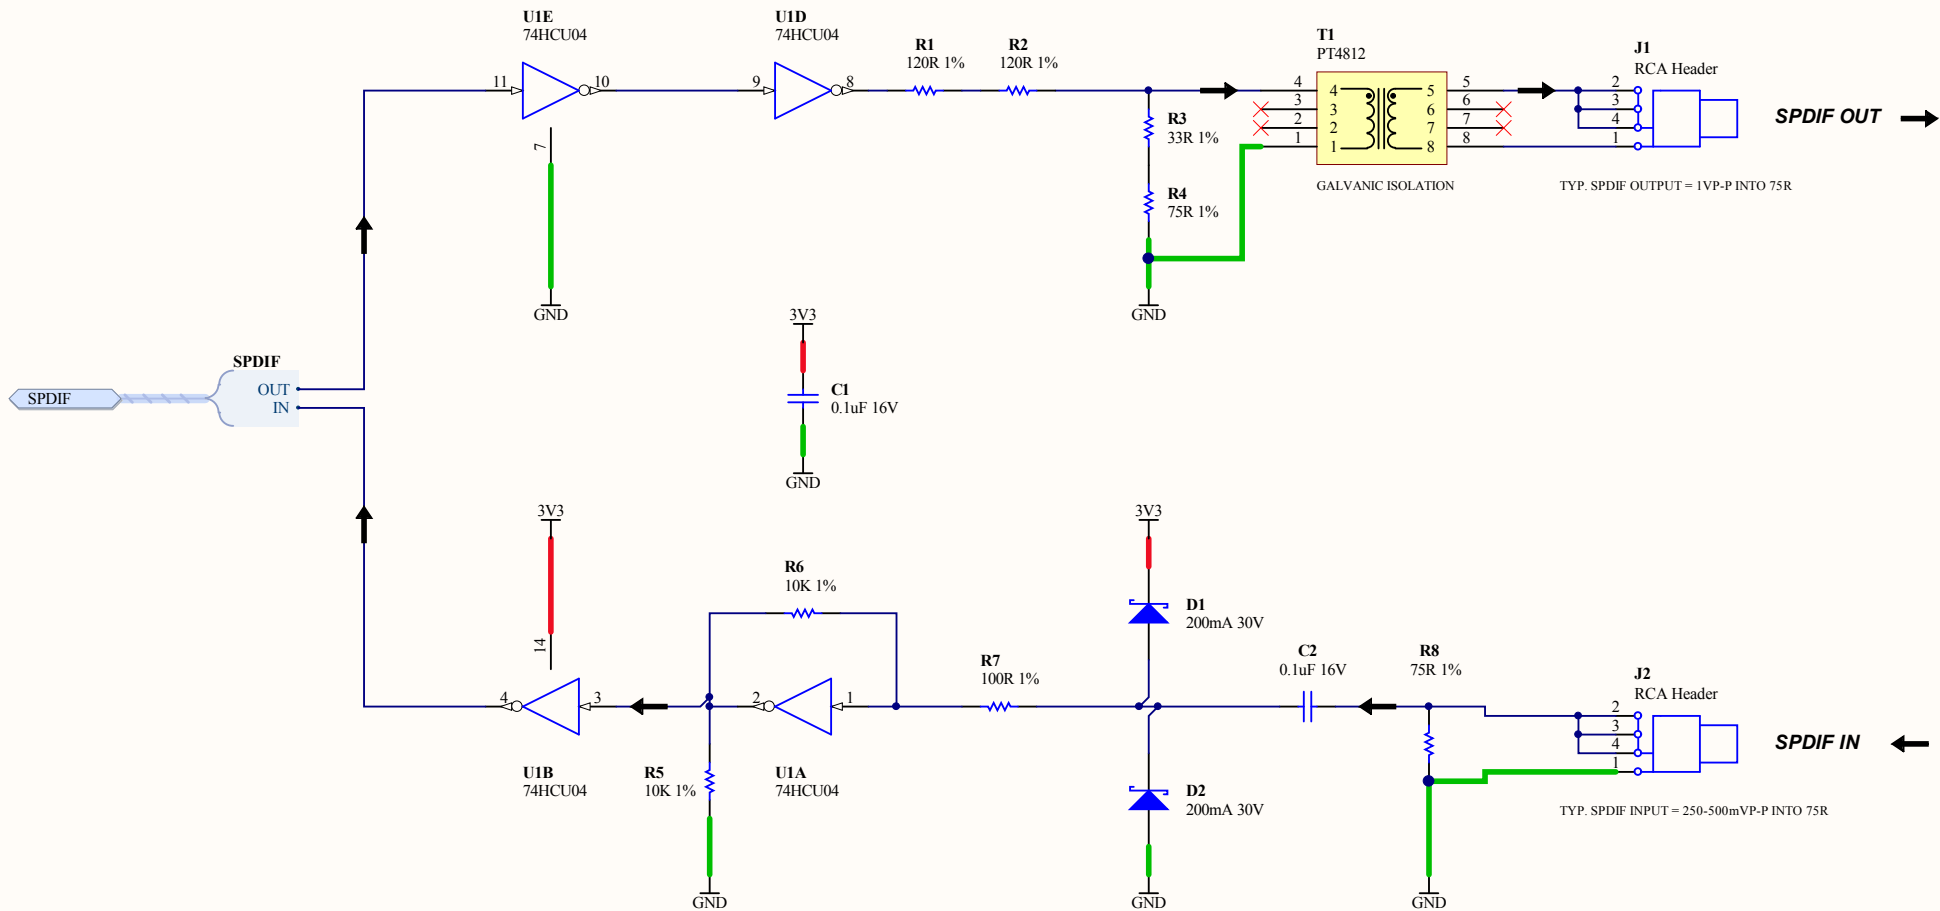 U1E
74HCU04
11
10
7
GND
U1D
74HCU04
9
8
R1
120R 1%
R2
120R 1%
R3
33R 1%
R4
75R 1%
GND
T1
PT4812
4
3
2
1
4
3
2
1
5
6
7
8
5
6
7
8
GALVANIC ISOLATION
J1
RCA Header
2
3
4
1
SPDIF OUT
TYP. SPDIF OUTPUT = 1VP-P INTO 75R
SPDIF
SPDIF
OUT
IN
3V3
C1
0.1uF 16V
GND
3V3
14
4
3
U1B
74HCU04
R6
10K 1%
2
1
R5
10K 1%
U1A
74HCU04
GND
R7
100R 1%
3V3
D1
200mA 30V
D2
200mA 30V
GND
C2
0.1uF 16V
R8
75R 1%
GND
J2
RCA Header
2
3
4
1
SPDIF IN
TYP. SPDIF INPUT = 250-500mVP-P INTO 75R